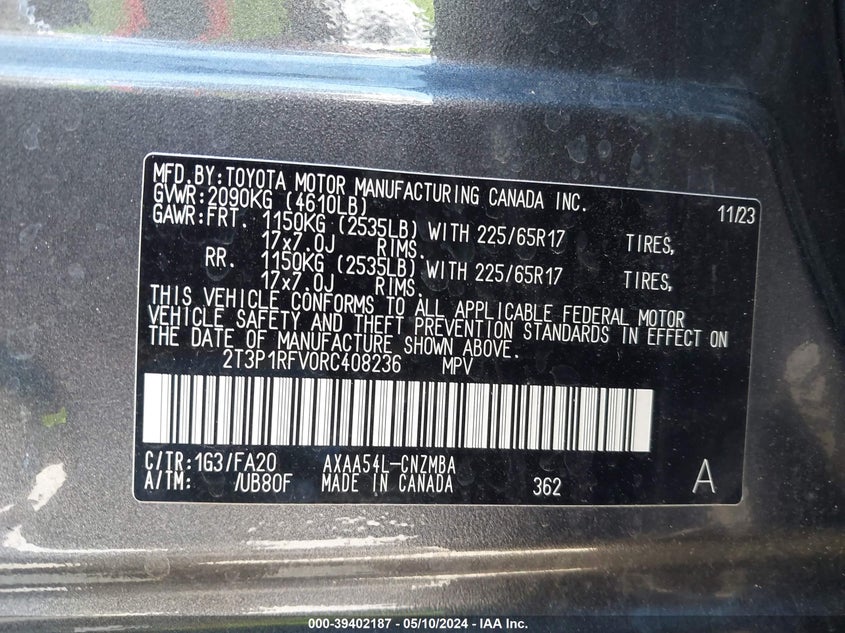 MFD.BY:TOYOTA MOTOR MANUFACTURING CANADA INC. 11/23
GVWR:2090KG (4610LB)
GAWR:FRT. 1150KG (2535LB) WITH 225/65R17 TIRES,
17x7.0J RIMS.
RR. 1150KG (2535LB) WITH 225/65R17 TIRES,
17x7.0J RIMS.
THIS VEHICLE CONFORMS TO ALL APPLICABLE FEDERAL MOTOR
VEHICLE SAFETY AND THEFT PREVENTION STANDARDS IN EFFECT ON
THE DATE OF MANUFACTURE SHOWN ABOVE.
2T3P1RFV0RC408236 MPV
C/TR:1G3/FA20 AXAA54L-CNZMBA
A/TM: /UB80F MADE IN CANADA 362 A
000-39402187 - 05/10/2024 - IAA Inc.